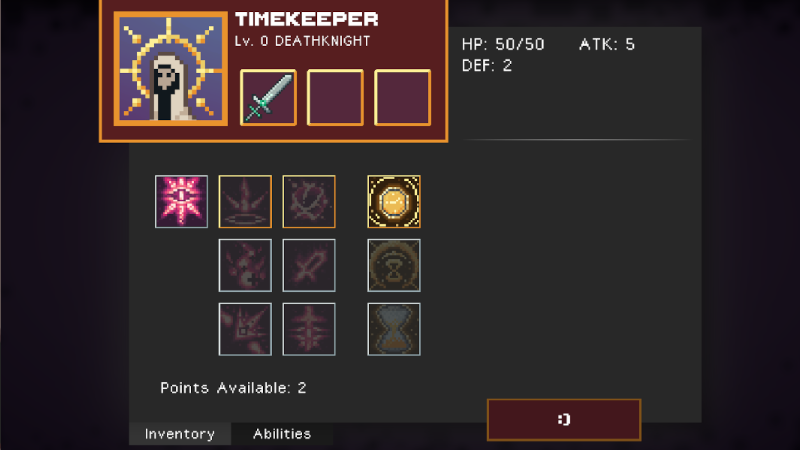 TIMEKEEPER
Lv. 0 DEATHKNIGHT
HP: 50/50 ATK: 5
DEF: 2
Points Available: 2
:)
Inventory Abilities